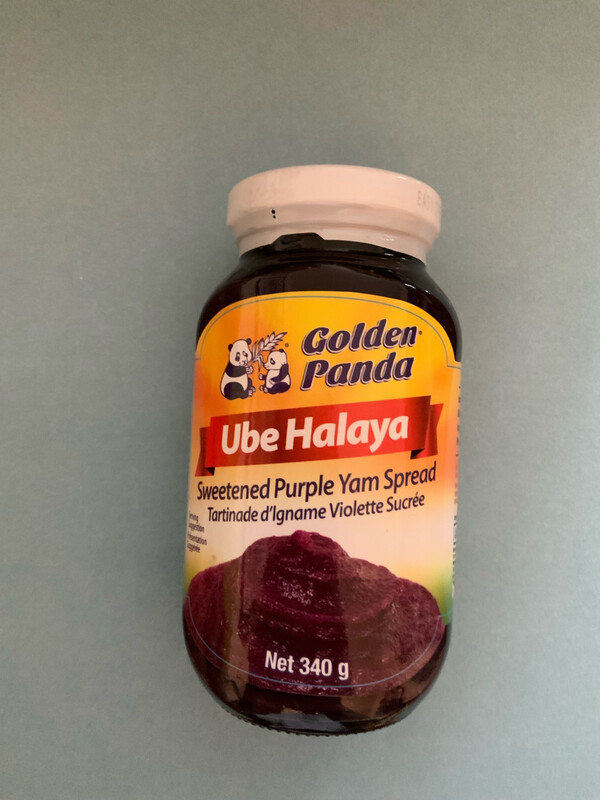 Golden
Panda
Ube Halaya
Sweetened Purple Yam Spread
Tartinade d'Igname Violette Sucrée
Net 340 g